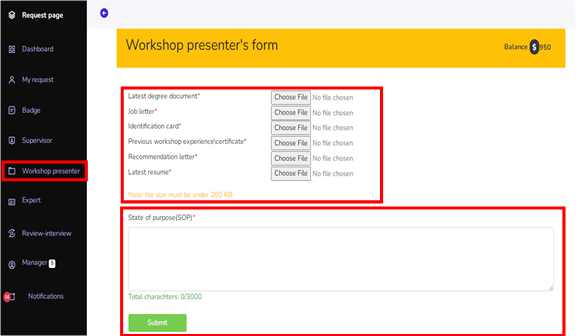 Request page
Dashboard
My request
Badge
Supervisor
Workshop presenter
Expert
Review-interview
Manager 5
Notifications
Workshop presenter's form
Balance $ 950
Latest degree document* Choose File No file chosen
Job letter* Choose File No file chosen
Identification card* Choose File No file chosen
Previous workshop experience\certificate* Choose File No file chosen
Recommendation letter* Choose File No file chosen
Latest resume* Choose File No file chosen
Note: file size must be under 200 KB.
State of purpose(SOP)*
Total charachters: 0/3000
Submit